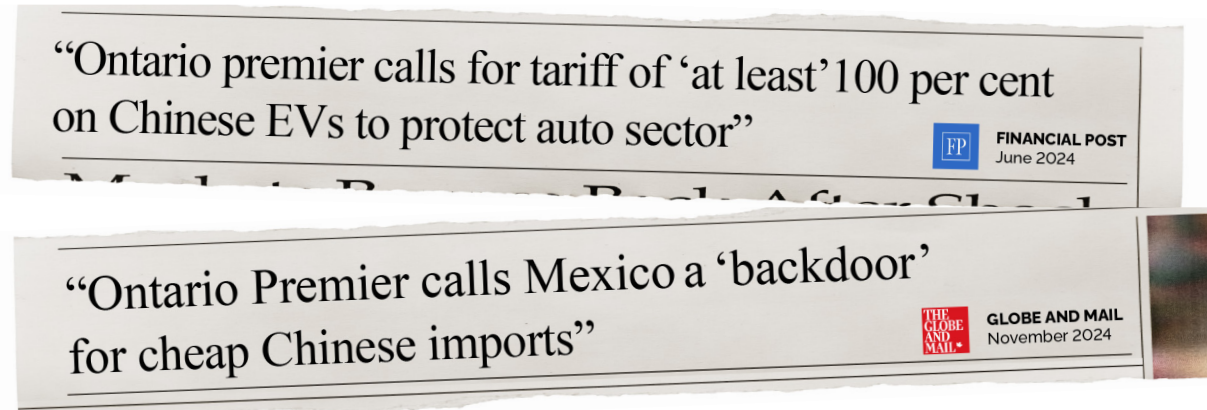 “Ontario premier calls for tariff of ‘at least’100 per cent
on Chinese EVs to protect auto sector”
FP
FINANCIAL POST
June 2024
“Ontario Premier calls Mexico a ‘backdoor’
for cheap Chinese imports”
THE
GLOBE
AND
MAIL
GLOBE AND MAIL
November 2024